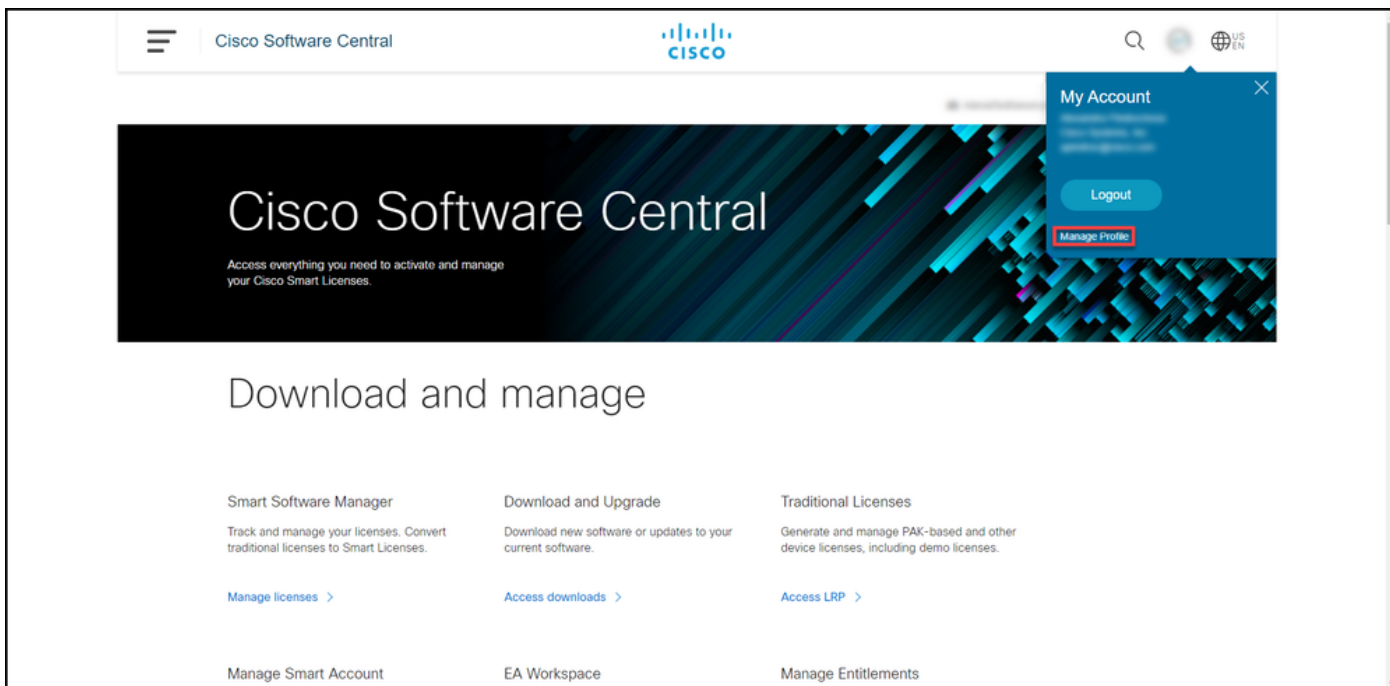 Cisco Software Central
CISCO
US
EN
My Account
Logout
Manage Profile
Cisco Software Central
Access everything you need to activate and manage
your Cisco Smart Licenses.
Download and manage
Smart Software Manager
Track and manage your licenses. Convert
traditional licenses to Smart Licenses.
Manage licenses >
Download and Upgrade
Download new software or updates to your
current software.
Access downloads >
Traditional Licenses
Generate and manage PAK-based and other
device licenses, including demo licenses.
Access LRP >
Manage Smart Account
EA Workspace
Manage Entitlements